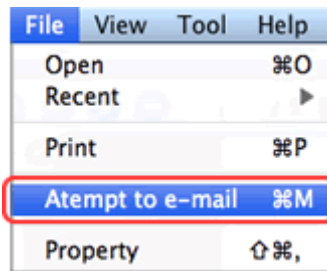 File View Tool Help
Open ⌘O
Recent ▶
Print ⌘P
Atempt to e-mail ⌘M
Property ⇧⌘,